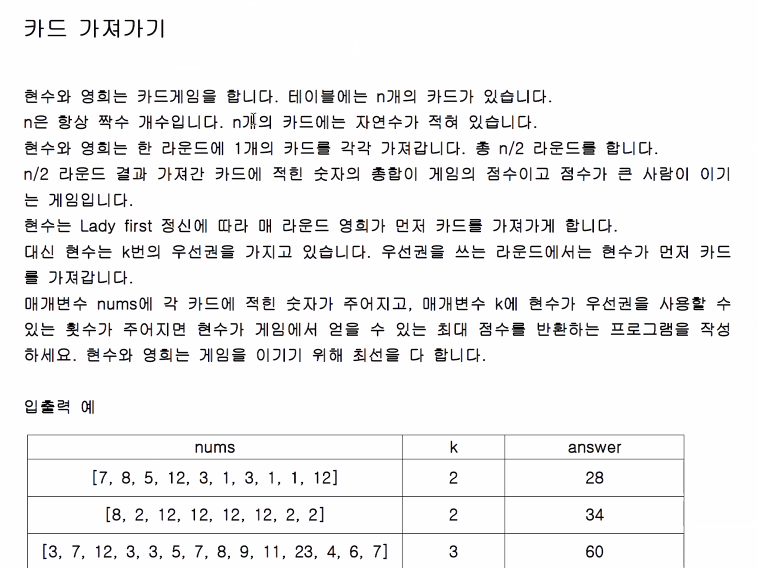 카드 가져가기
현수와 영희는 카드게임을 합니다. 테이블에는 n개의 카드가 있습니다.
n은 항상 짝수 개수입니다. n개의 카드에는 자연수가 적혀 있습니다.
현수와 영희는 한 라운드에 1개의 카드를 각각 가져갑니다. 총 n/2 라운드를 합니다.
n/2 라운드 결과 가져간 카드에 적힌 숫자의 총합이 게임의 점수이고 점수가 큰 사람이 이기
는 게임입니다.
현수는 Lady first 정신에 따라 매 라운드 영희가 먼저 카드를 가져가게 합니다.
대신 현수는 k번의 우선권을 가지고 있습니다. 우선권을 쓰는 라운드에서는 현수가 먼저 카드
를 가져갑니다.
매개변수 nums에 각 카드에 적힌 숫자가 주어지고, 매개변수 k에 현수가 우선권을 사용할 수
있는 횟수가 주어지면 현수가 게임에서 얻을 수 있는 최대 점수를 반환하는 프로그램을 작성
하세요. 현수와 영희는 게임을 이기기 위해 최선을 다 합니다.
입출력 예
nums k answer
[7, 8, 5, 12, 3, 1, 3, 1, 1, 12] 2 28
[8, 2, 12, 12, 12, 12, 2, 2] 2 34
[3, 7, 12, 3, 3, 5, 7, 8, 9, 11, 23, 4, 6, 7] 3 60